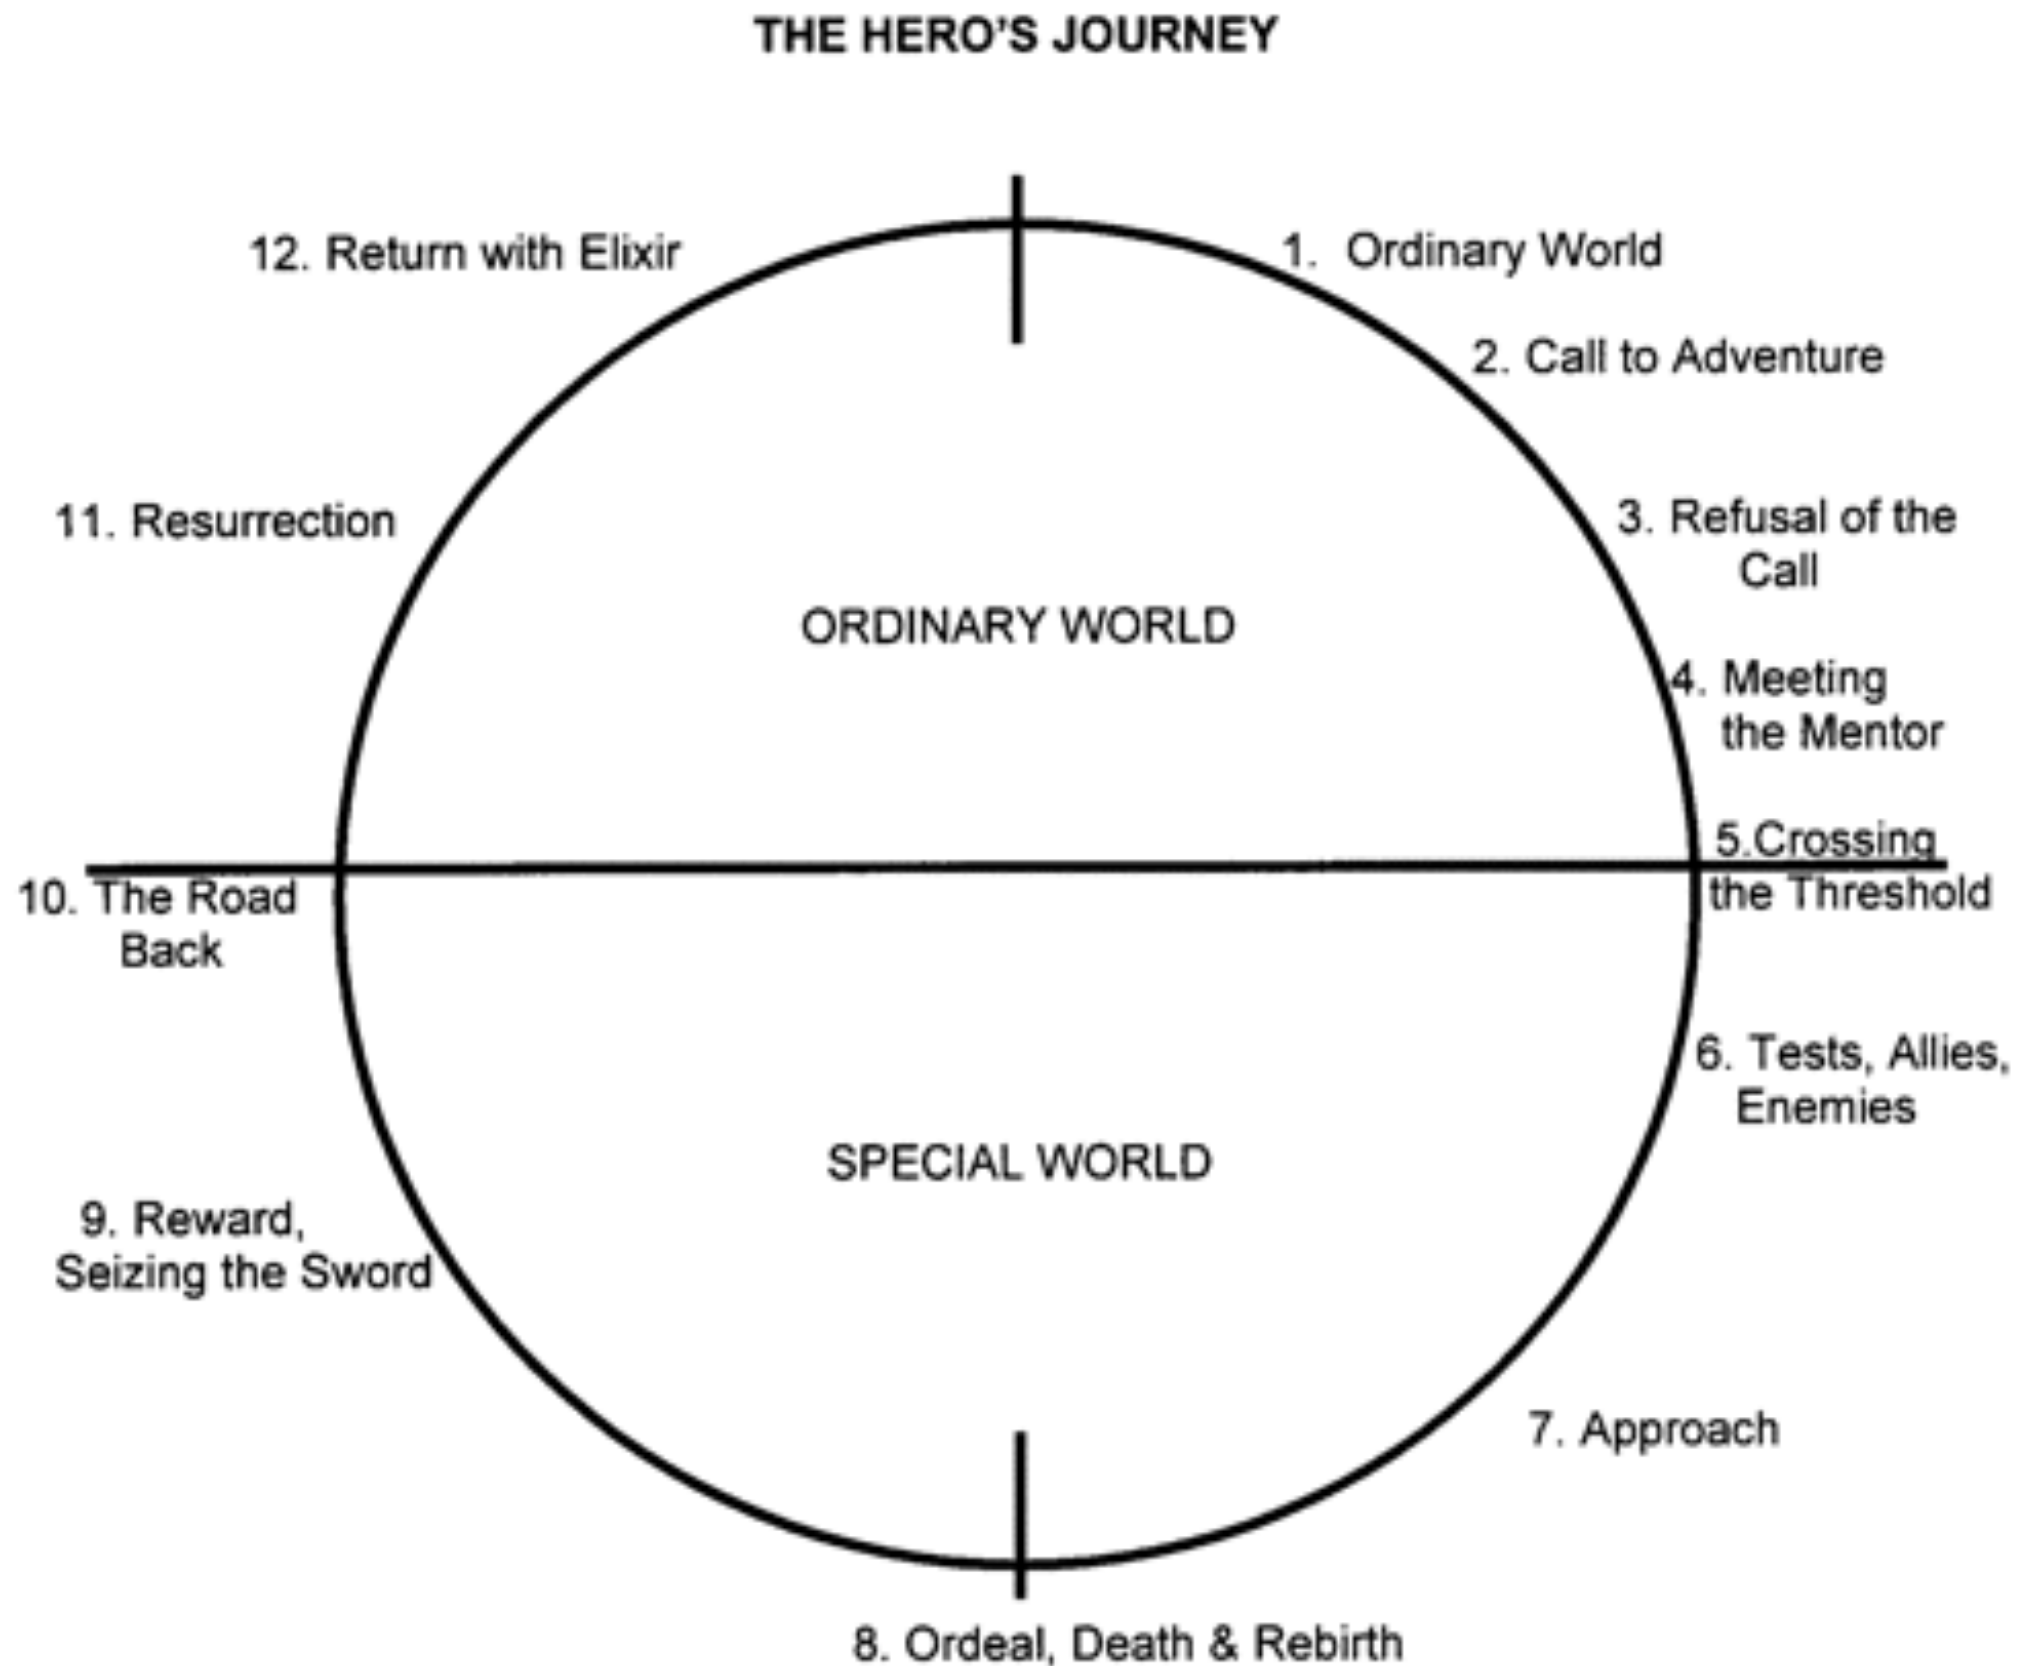 THE HERO'S JOURNEY
12. Return with Elixir
1. Ordinary World
2. Call to Adventure
11. Resurrection
3. Refusal of the
Call
ORDINARY WORLD
4. Meeting
the Mentor
5.Crossing
the Threshold
10. The Road
Back
6. Tests, Allies,
Enemies
SPECIAL WORLD
9. Reward,
Seizing the Sword
7. Approach
8. Ordeal, Death & Rebirth